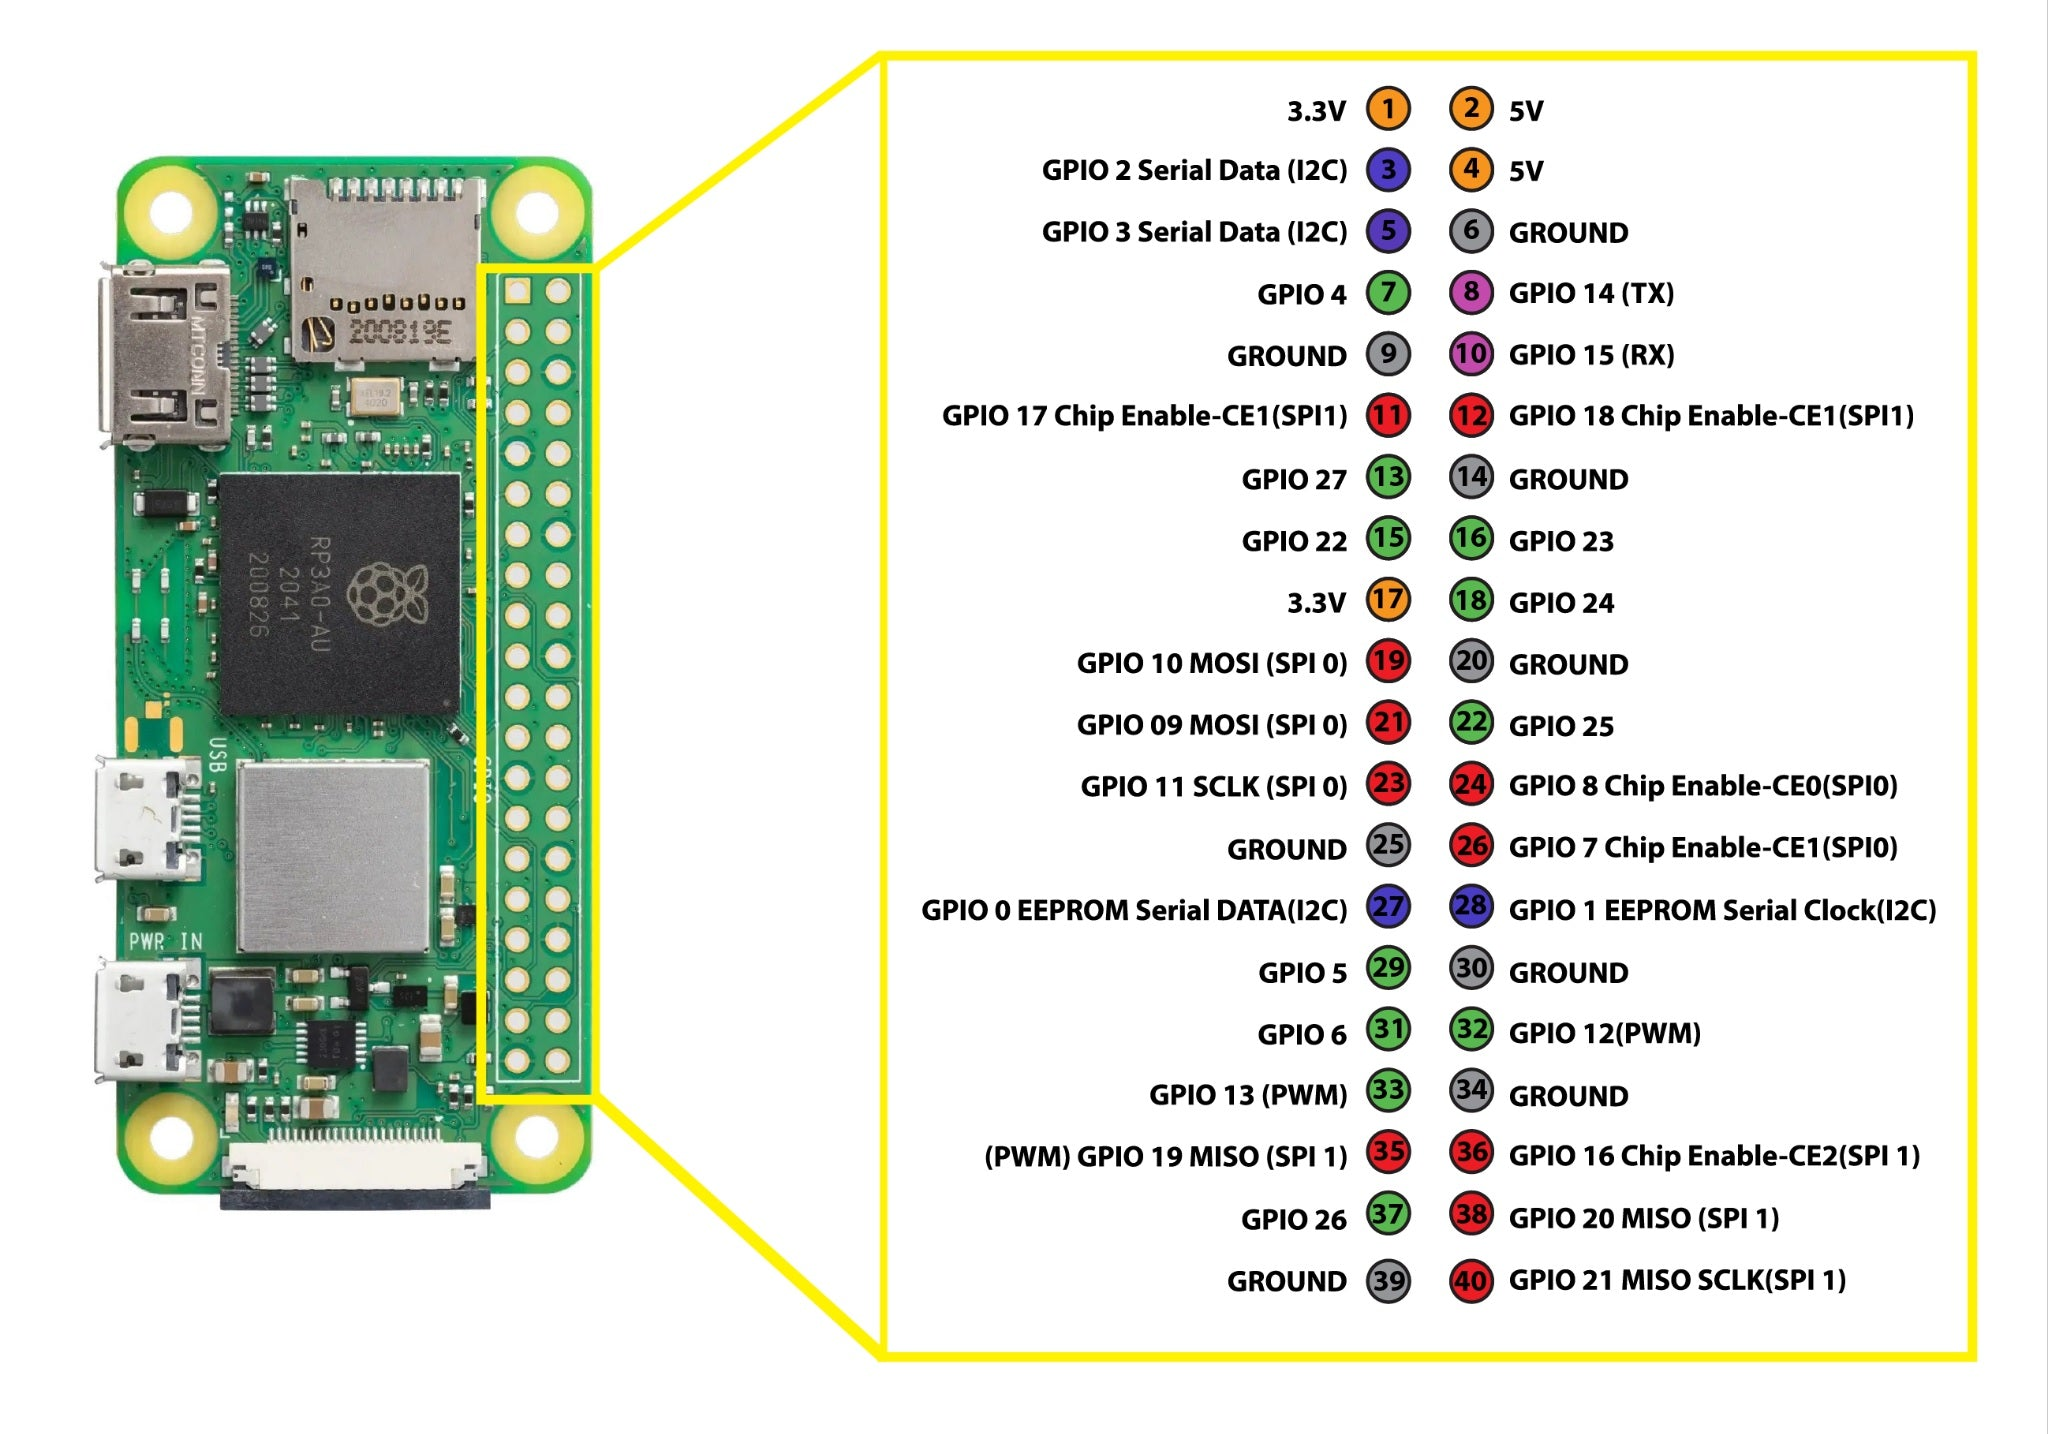 3.3V 1 2 5V
GPIO 2 Serial Data (I2C) 3 4 5V
GPIO 3 Serial Data (I2C) 5 6 GROUND
GPIO 4 7 8 GPIO 14 (TX)
GROUND 9 10 GPIO 15 (RX)
GPIO 17 Chip Enable-CE1(SPI1) 11 12 GPIO 18 Chip Enable-CE1(SPI1)
GPIO 27 13 14 GROUND
GPIO 22 15 16 GPIO 23
3.3V 17 18 GPIO 24
GPIO 10 MOSI (SPI 0) 19 20 GROUND
GPIO 09 MOSI (SPI 0) 21 22 GPIO 25
GPIO 11 SCLK (SPI 0) 23 24 GPIO 8 Chip Enable-CE0(SPI0)
GROUND 25 26 GPIO 7 Chip Enable-CE1(SPI0)
GPIO 0 EEPROM Serial DATA(I2C) 27 28 GPIO 1 EEPROM Serial Clock(I2C)
GPIO 5 29 30 GROUND
GPIO 6 31 32 GPIO 12(PWM)
GPIO 13 (PWM) 33 34 GROUND
(PWM) GPIO 19 MISO (SPI 1) 35 36 GPIO 16 Chip Enable-CE2(SPI 1)
GPIO 26 37 38 GPIO 20 MISO (SPI 1)
GROUND 39 40 GPIO 21 MISO SCLK(SPI 1)
200819E
MTCONN
RP3A0-AU
2041
200826
USB
PWR IN